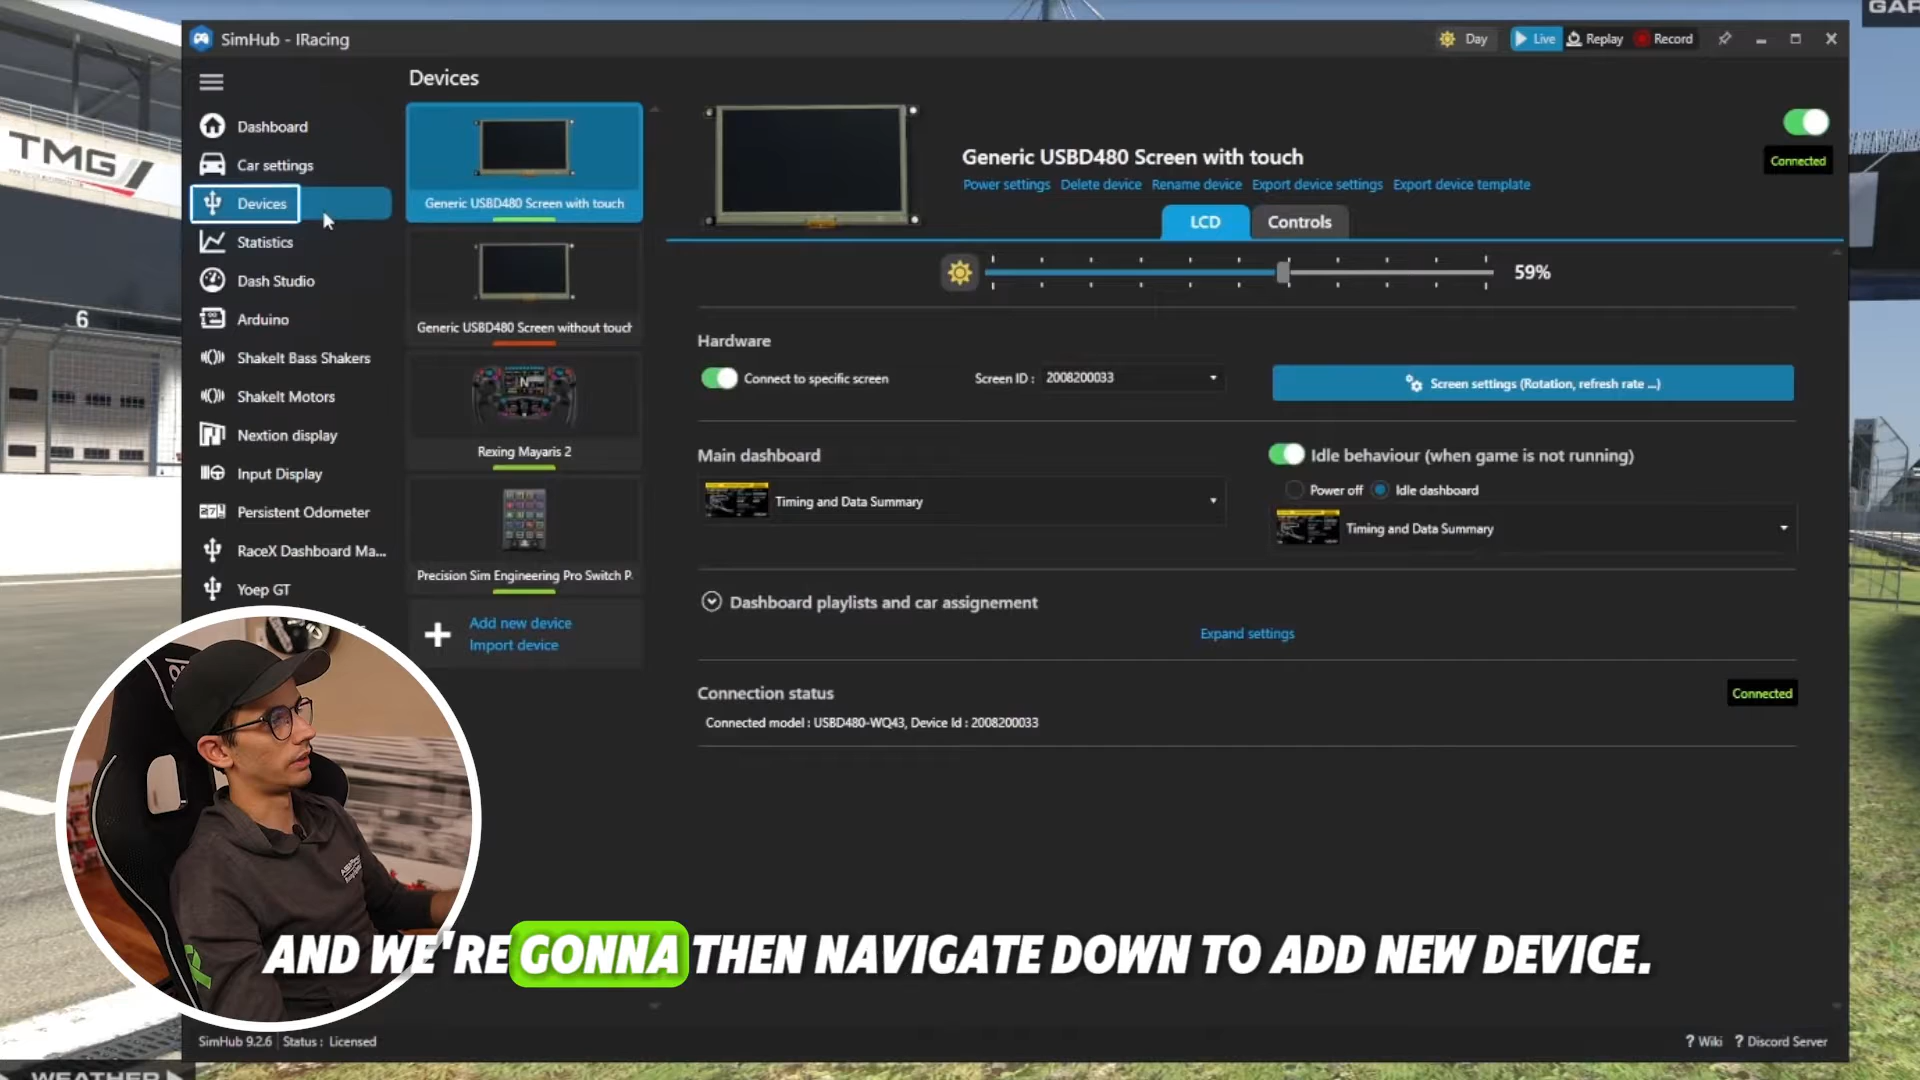 GAR
SimHub - IRacing
Day
Live
Replay
Record
Devices
Dashboard
Car settings
Devices
Statistics
Dash Studio
Arduino
ShakeIt Bass Shakers
ShakeIt Motors
Nextion display
Input Display
Persistent Odometer
RaceX Dashboard Ma...
Yoep GT
Generic USBD480 Screen with touch
Generic USBD480 Screen without touch
Rexing Mayaris 2
Precision Sim Engineering Pro Switch P
Add new device
Import device
Generic USBD480 Screen with touch
Power settings Delete device Rename device Export device settings Export device template
Connected
LCD
Controls
59%
Hardware
Connect to specific screen
Screen ID : 2008200033
Screen settings (Rotation, refresh rate ...)
Main dashboard
Timing and Data Summary
Idle behaviour (when game is not running)
Power off
Idle dashboard
Timing and Data Summary
Dashboard playlists and car assignement
Expand settings
Connection status
Connected
Connected model : USBD480-WQ43, Device Id : 2008200033
AND WE'RE GONNA THEN NAVIGATE DOWN TO ADD NEW DEVICE.
SimHub 9.2.6
Status : Licensed
? Wiki
? Discord Server
TMG
6
WEATHER